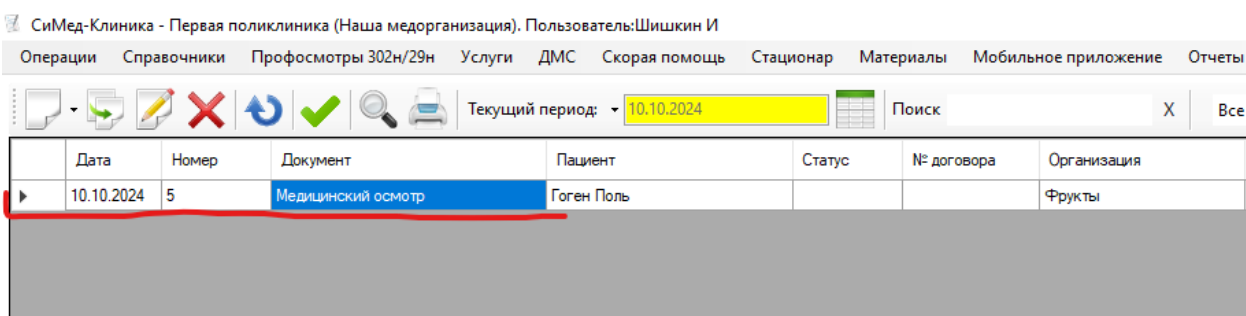 СиМед-Клиника - Первая поликлиника (Наша медорганизация). Пользователь:Шишкин И
Операции Справочники Профосмотры 302н/29н Услуги ДМС Скорая помощь Стационар Материалы Мобильное приложение Отчеты
Текущий период: 10.10.2024 Поиск X Все
Дата Номер Документ Пациент Статус № договора Организация
10.10.2024 5 Медицинский осмотр Гоген Поль Фрукты